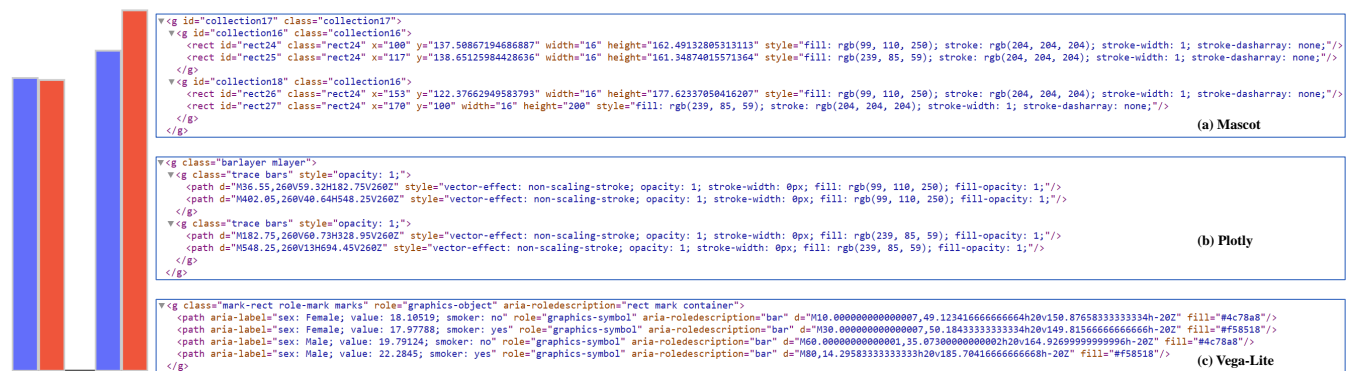 ▼<g id="collection17" class="collection17">
▼<g id="collection16" class="collection16">
<rect id="rect24" class="rect24" x="100" y="137.50867194686887" width="16" height="162.49132805313113" style="fill: rgb(99, 110, 250); stroke: rgb(204, 204, 204); stroke-width: 1; stroke-dasharray: none;"/>
<rect id="rect25" class="rect24" x="117" y="138.65125984428636" width="16" height="161.34874015571364" style="fill: rgb(239, 85, 59); stroke: rgb(204, 204, 204); stroke-width: 1; stroke-dasharray: none;"/>
</g>
▼<g id="collection18" class="collection16">
<rect id="rect26" class="rect24" x="153" y="122.37662949583793" width="16" height="177.62337050416207" style="fill: rgb(99, 110, 250); stroke: rgb(204, 204, 204); stroke-width: 1; stroke-dasharray: none;"/>
<rect id="rect27" class="rect24" x="170" y="100" width="16" height="200" style="fill: rgb(239, 85, 59); stroke: rgb(204, 204, 204); stroke-width: 1; stroke-dasharray: none;"/>
</g>
</g>
(a) Mascot
▼<g class="barlayer mlayer">
▼<g class="trace bars" style="opacity: 1;">
<path d="M36.55,260V59.32H182.75V260Z" style="vector-effect: non-scaling-stroke; opacity: 1; stroke-width: 0px; fill: rgb(99, 110, 250); fill-opacity: 1;"/>
<path d="M402.05,260V40.64H548.25V260Z" style="vector-effect: non-scaling-stroke; opacity: 1; stroke-width: 0px; fill: rgb(99, 110, 250); fill-opacity: 1;"/>
</g>
▼<g class="trace bars" style="opacity: 1;">
<path d="M182.75,260V60.73H328.95V260Z" style="vector-effect: non-scaling-stroke; opacity: 1; stroke-width: 0px; fill: rgb(239, 85, 59); fill-opacity: 1;"/>
<path d="M548.25,260V13H694.45V260Z" style="vector-effect: non-scaling-stroke; opacity: 1; stroke-width: 0px; fill: rgb(239, 85, 59); fill-opacity: 1;"/>
</g>
</g>
(b) Plotly
▼<g class="mark-rect role-mark marks" role="graphics-object" aria-roledescription="rect mark container">
<path aria-label="sex: Female; value: 18.10519; smoker: no" role="graphics-symbol" aria-roledescription="bar" d="M10.000000000000007,49.123416666666664h20v150.87658333333334h-20Z" fill="#4c78a8"/>
<path aria-label="sex: Female; value: 17.97788; smoker: yes" role="graphics-symbol" aria-roledescription="bar" d="M30.000000000000007,50.18433333333334h20v149.81566666666666h-20Z" fill="#f58518"/>
<path aria-label="sex: Male; value: 19.79124; smoker: no" role="graphics-symbol" aria-roledescription="bar" d="M60.00000000000001,35.07300000000002h20v164.92699999999996h-20Z" fill="#4c78a8"/>
<path aria-label="sex: Male; value: 22.2845; smoker: yes" role="graphics-symbol" aria-roledescription="bar" d="M80,14.29583333333333h20v185.70416666666668h-20Z" fill="#f58518"/>
</g>
(c) Vega-Lite